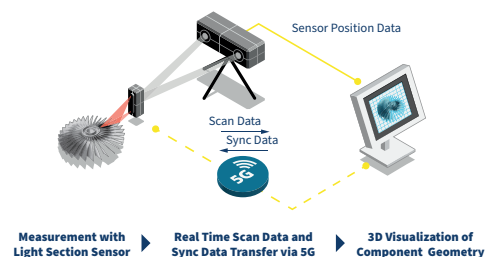 Sensor Position Data
Scan Data
Sync Data
5G
Measurement with
Light Section Sensor
Real Time Scan Data and
Sync Data Transfer via 5G
3D Visualization of
Component Geometry